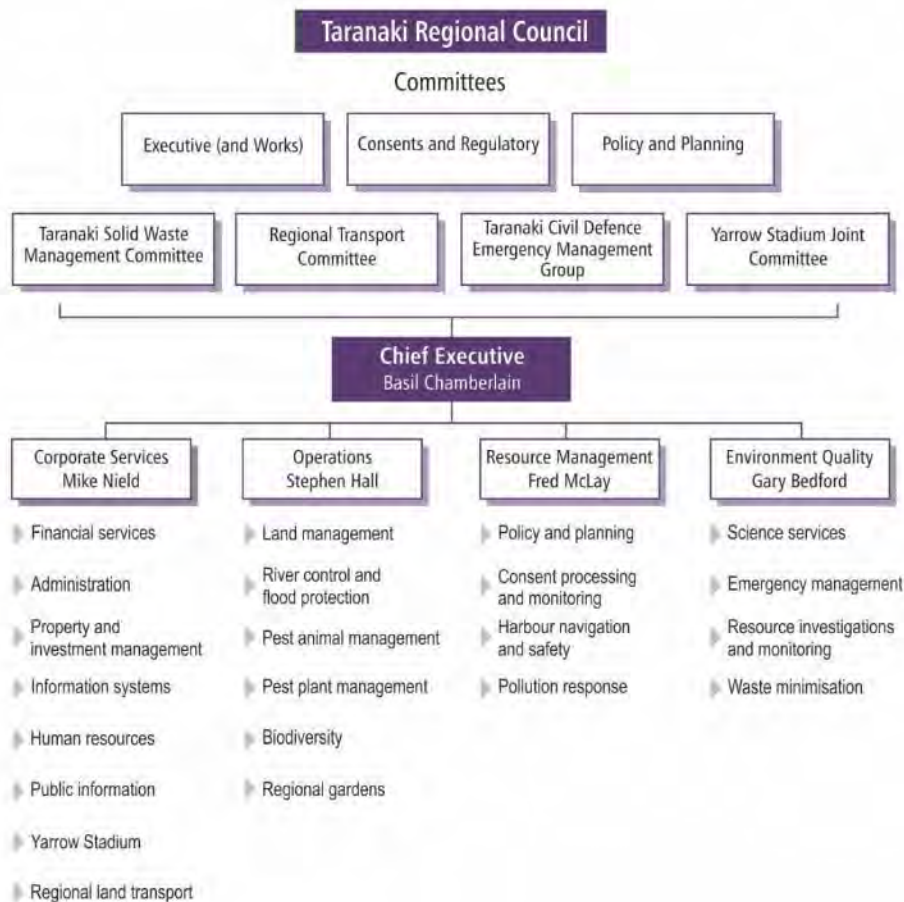 Taranaki Regional Council
Committees
Executive (and Works)
Consents and Regulatory
Policy and Planning
Taranaki Solid Waste
Management Committee
Regional Transport
Committee
Taranaki Civil Defence
Emergency Management
Group
Yarrow Stadium Joint
Committee
Chief Executive
Basil Chamberlain
Corporate Services
Mike Nield
Financial services
Administration
Property and
investment management
Information systems
Human resources
Public information
Yarrow Stadium
Regional land transport
Operations
Stephen Hall
Land management
River control and
flood protection
Pest animal management
Pest plant management
Biodiversity
Regional gardens
Resource Management
Fred McLay
Policy and planning
Consent processing
and monitoring
Harbour navigation
and safety
Pollution response
Environment Quality
Gary Bedford
Science services
Emergency management
Resource investigations
and monitoring
Waste minimisation